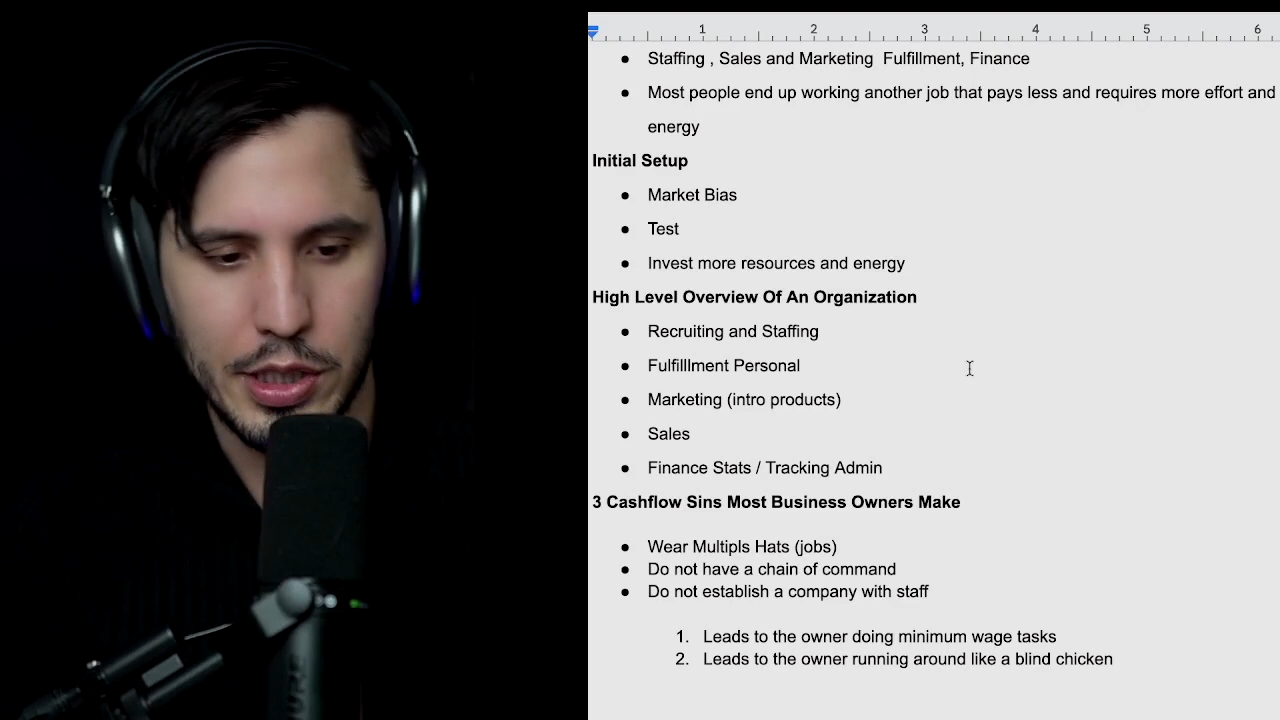 1 2 3 4 5 6
● Staffing , Sales and Marketing  Fulfillment, Finance
● Most people end up working another job that pays less and requires more effort and
energy
Initial Setup
● Market Bias
● Test
● Invest more resources and energy
High Level Overview Of An Organization
● Recruiting and Staffing
● Fulfilllment Personal
● Marketing (intro products)
● Sales
● Finance Stats / Tracking Admin
3 Cashflow Sins Most Business Owners Make
● Wear Multipls Hats (jobs)
● Do not have a chain of command
● Do not establish a company with staff
1. Leads to the owner doing minimum wage tasks
2. Leads to the owner running around like a blind chicken